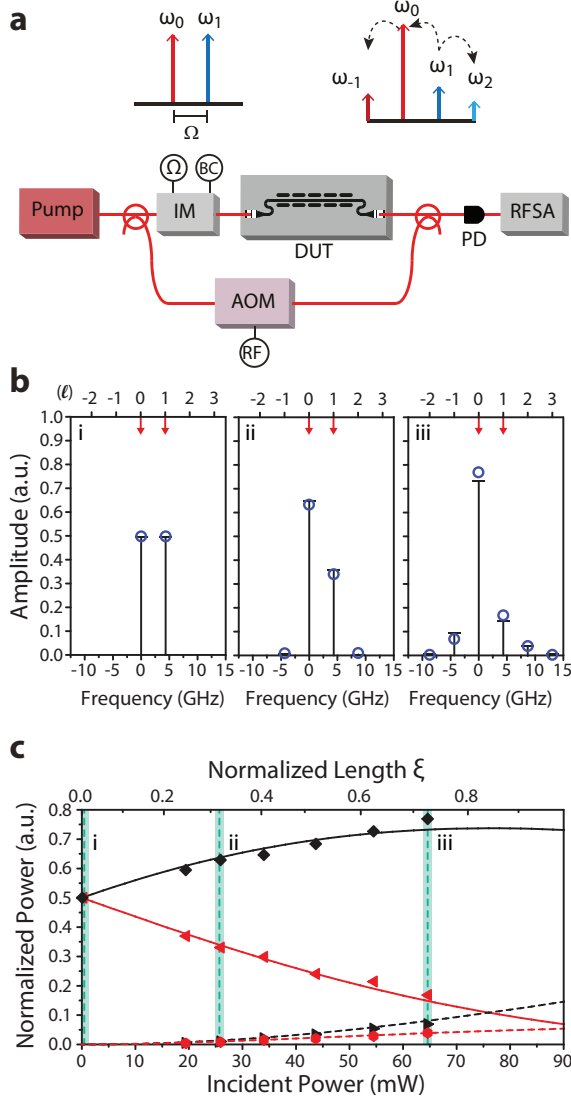 a
ω0 ω1
Ω
ω-1 ω0 ω1 ω2
Ω BC
Pump IM DUT PD RFSA
AOM
RF
b
(ℓ) -2 -1 0 1 2 3 -2 -1 0 1 2 3 -2 -1 0 1 2 3
1.0 i ii iii
0.9
0.8
0.7
0.6
0.5
0.4
0.3
0.2
0.1
0.0
Amplitude (a.u.)
-10 -5 0 5 10 15 -10 -5 0 5 10 15 -10 -5 0 5 10 15
Frequency (GHz) Frequency (GHz) Frequency (GHz)
c
Normalized Length ξ
0.0 0.2 0.4 0.6 0.8
0.8 i ii iii
0.7
0.6
0.5
0.4
0.3
0.2
0.1
0.0
Normalized Power (a.u.)
0 10 20 30 40 50 60 70 80 90
Incident Power (mW)